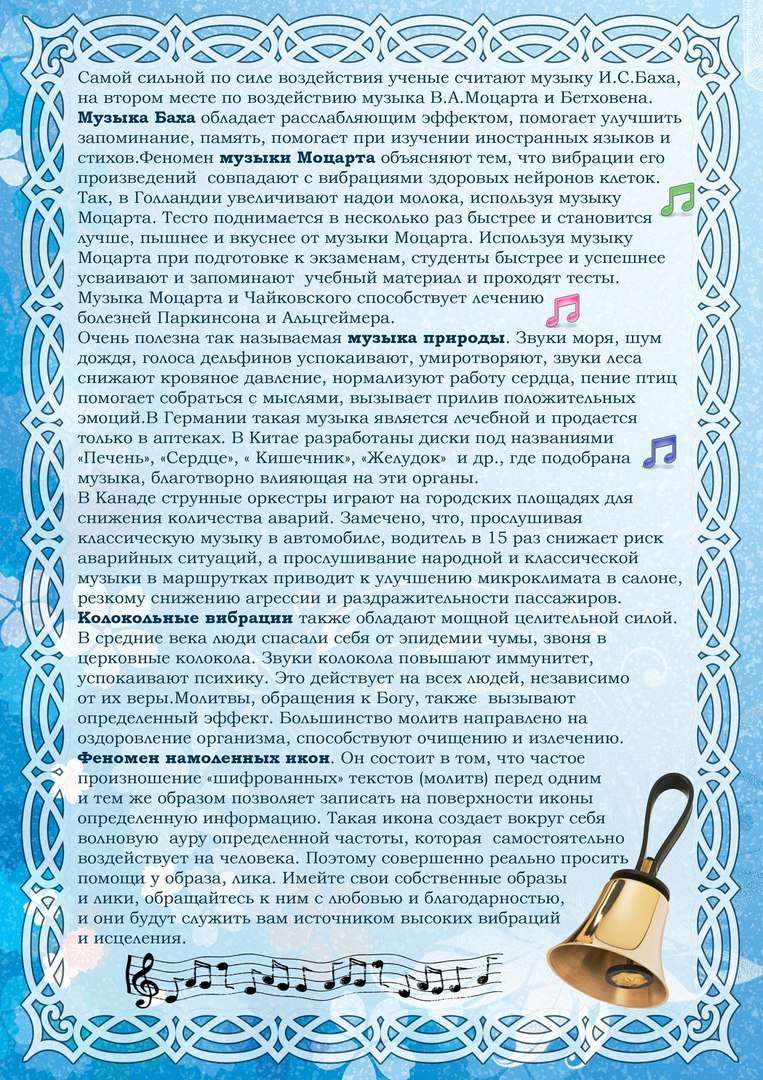 Самой сильной по силе воздействия ученые считают музыку И.С.Баха,
на втором месте по воздействию музыка В.А.Моцарта и Бетховена.
Музыка Баха обладает расслабляющим эффектом, помогает улучшить
запоминание, память, помогает при изучении иностранных языков и
стихов.Феномен музыки Моцарта объясняют тем, что вибрации его
произведений совпадают с вибрациями здоровых нейронов клеток.
Так, в Голландии увеличивают надои молока, используя музыку
Моцарта. Тесто поднимается в несколько раз быстрее и становится
лучше, пышнее и вкуснее от музыки Моцарта. Используя музыку
Моцарта при подготовке к экзаменам, студенты быстрее и успешнее
усваивают и запоминают учебный материал и проходят тесты.
Музыка Моцарта и Чайковского способствует лечению
болезней Паркинсона и Альцгеймера.
Очень полезна так называемая музыка природы. Звуки моря, шум
дождя, голоса дельфинов успокаивают, умиротворяют, звуки леса
снижают кровяное давление, нормализуют работу сердца, пение птиц
помогает собраться с мыслями, вызывает прилив положительных
эмоций.В Германии такая музыка является лечебной и продается
только в аптеках. В Китае разработаны диски под названиями
«Печень», «Сердце», « Кишечник», «Желудок» и др., где подобрана
музыка, благотворно влияющая на эти органы.
В Канаде струнные оркестры играют на городских площадях для
снижения количества аварий. Замечено, что, прослушивая
классическую музыку в автомобиле, водитель в 15 раз снижает риск
аварийных ситуаций, а прослушивание народной и классической
музыки в маршрутках приводит к улучшению микроклимата в салоне,
резкому снижению агрессии и раздражительности пассажиров.
Колокольные вибрации также обладают мощной целительной силой.
В средние века люди спасали себя от эпидемии чумы, звоня в
церковные колокола. Звуки колокола повышают иммунитет,
успокаивают психику. Это действует на всех людей, независимо
от их веры.Молитвы, обращения к Богу, также вызывают
определенный эффект. Большинство молитв направлено на
оздоровление организма, способствуют очищению и излечению.
Феномен намоленных икон. Он состоит в том, что частое
произношение «шифрованных» текстов (молитв) перед одним
и тем же образом позволяет записать на поверхности иконы
определенную информацию. Такая икона создает вокруг себя
волновую ауру определенной частоты, которая самостоятельно
воздействует на человека. Поэтому совершенно реально просить
помощи у образа, лика. Имейте свои собственные образы
и лики, обращайтесь к ним с любовью и благодарностью,
и они будут служить вам источником высоких вибраций
и исцеления.